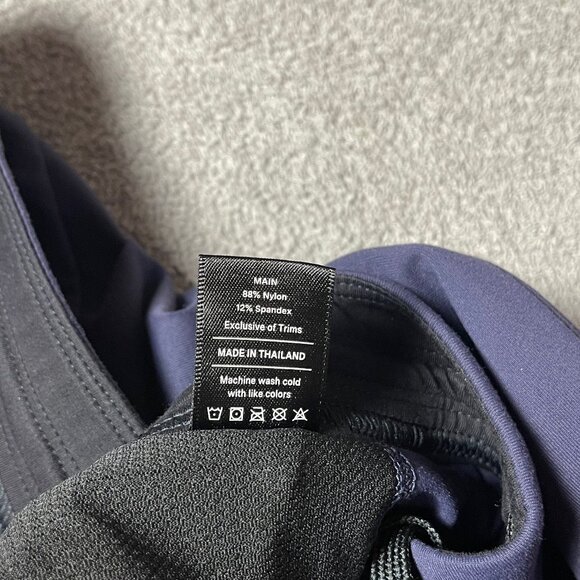 MAIN
88% Nylon
12% Spandex
Exclusive of Trims
MADE IN THAILAND
Machine wash cold
with like colors